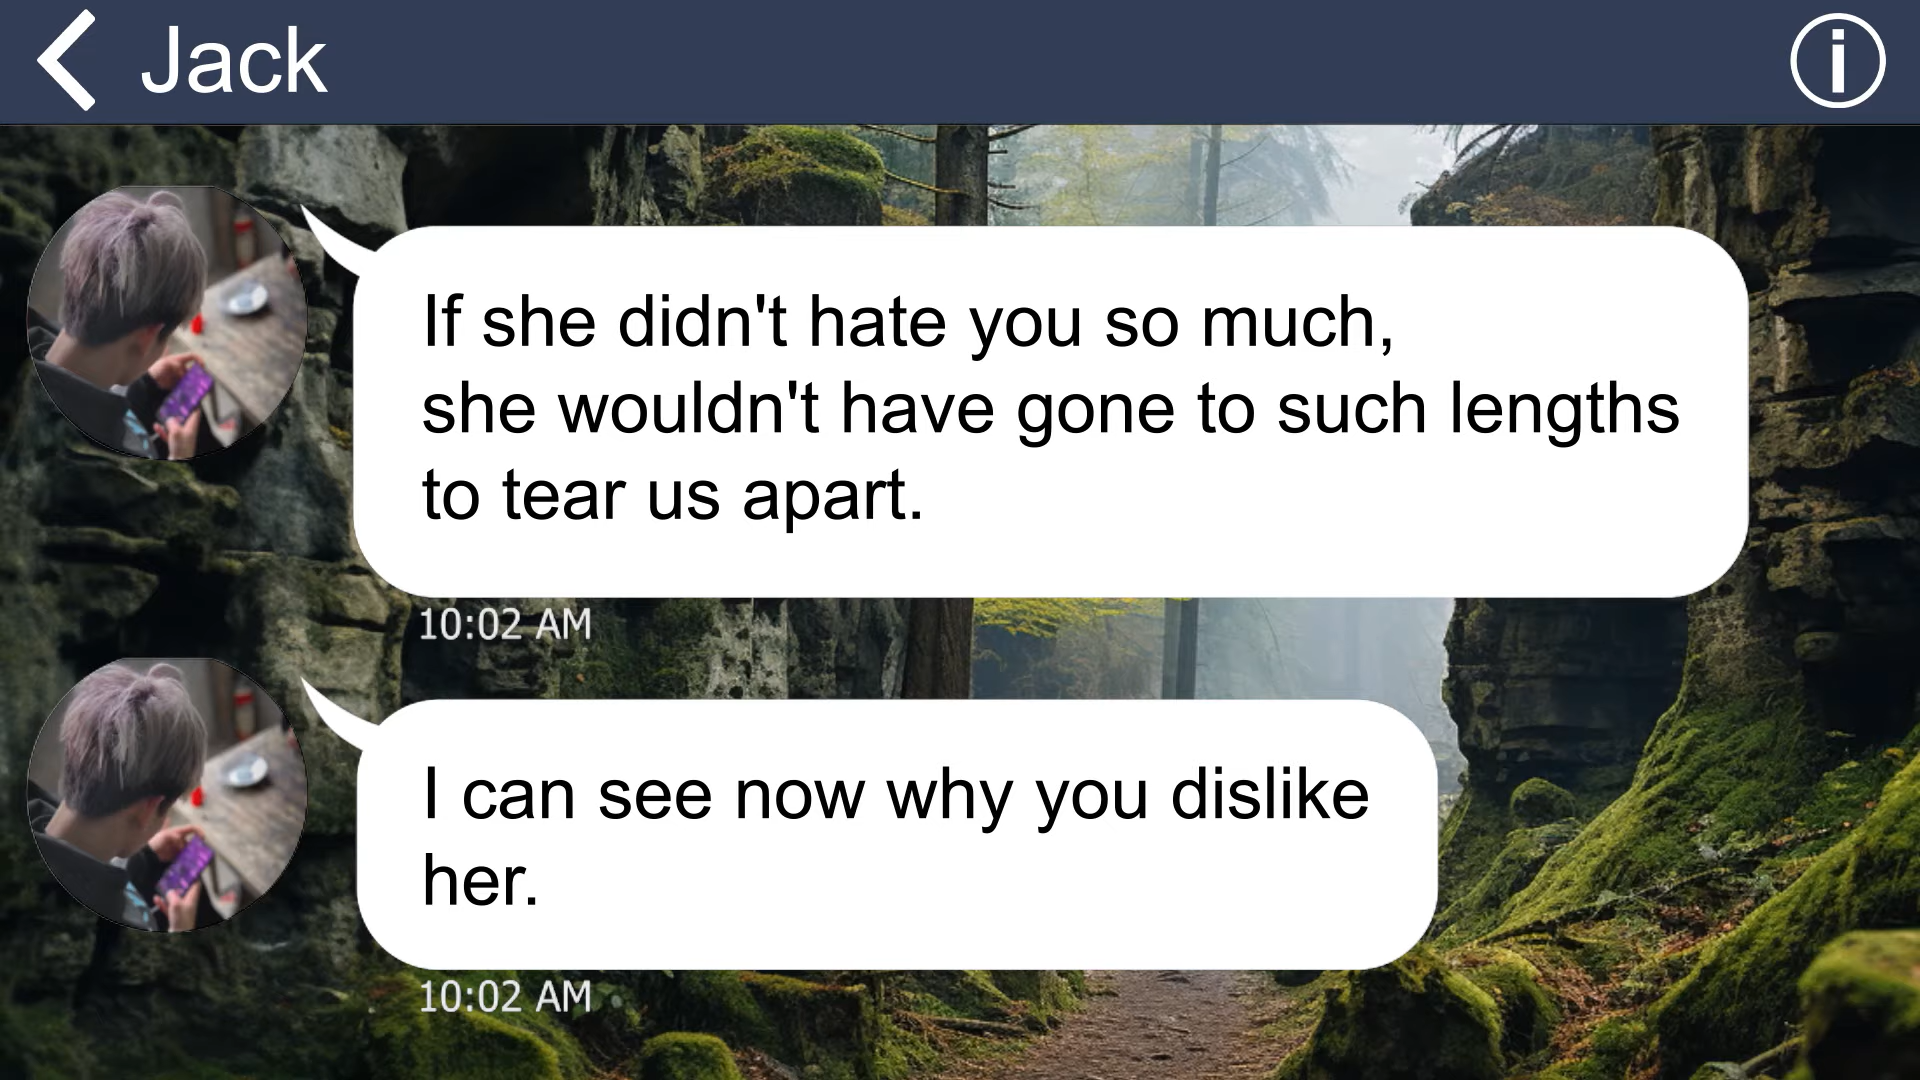 Jack
If she didn't hate you so much,
she wouldn't have gone to such lengths
to tear us apart.
10:02 AM
I can see now why you dislike
her.
10:02 AM